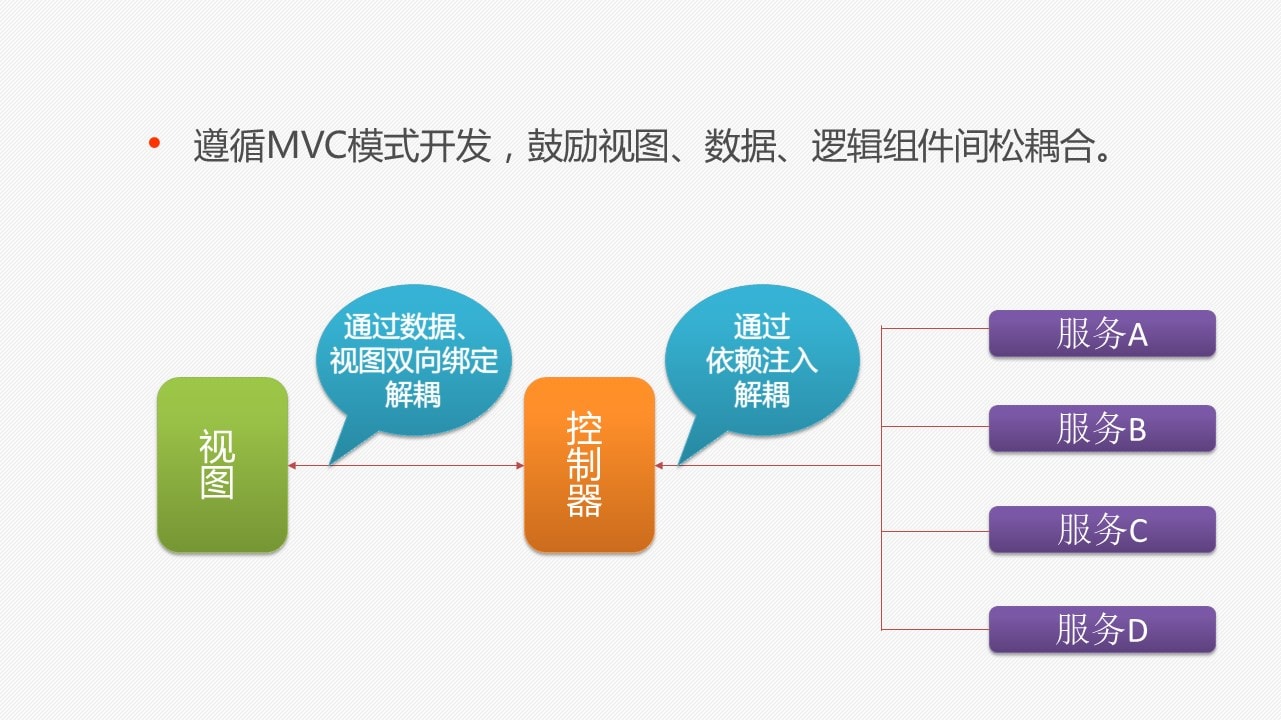 • 遵循MVC模式开发，鼓励视图、数据、逻辑组件间松耦合。
通过数据、
视图双向绑定
解耦
通过
依赖注入
解耦
视
图
控
制
器
服务A
服务B
服务C
服务D